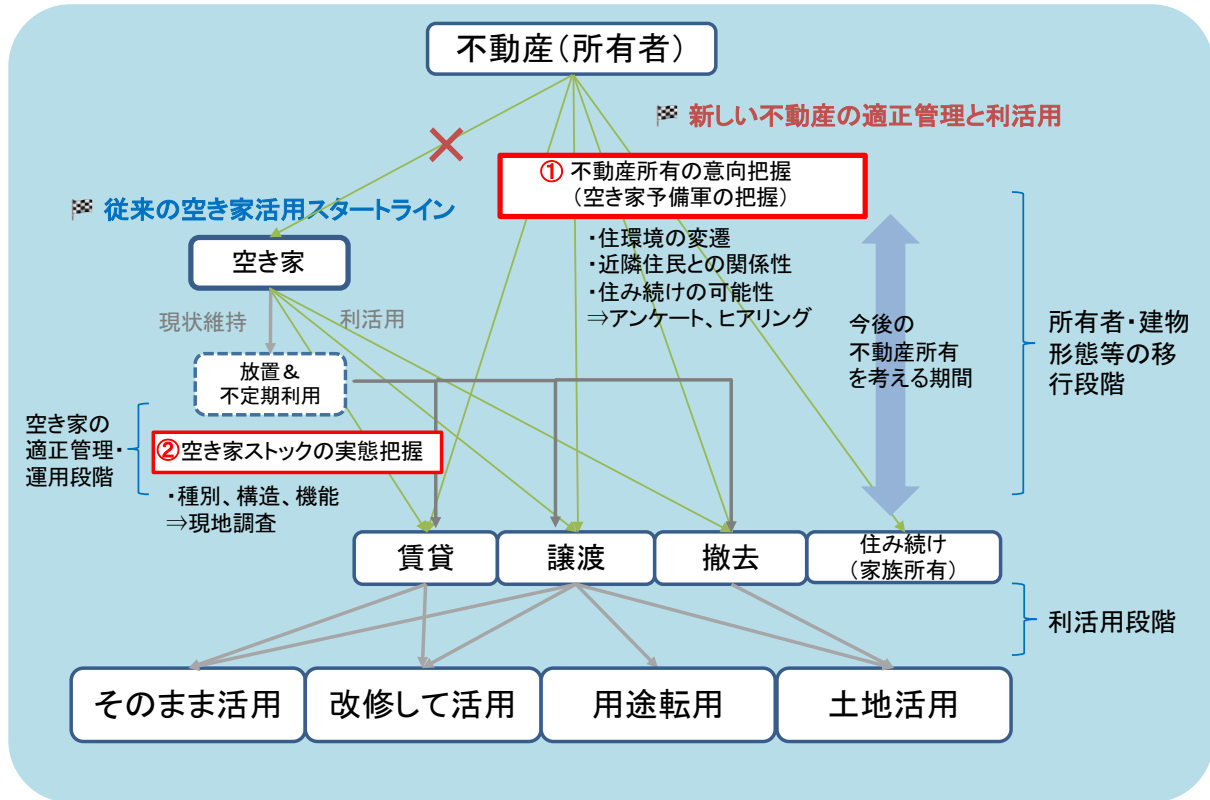 不動産（所有者）
新しい不動産の適正管理と利活用
① 不動産所有の意向把握
（空き家予備軍の把握）
従来の空き家活用スタートライン
・住環境の変遷
・近隣住民との関係性
・住み続けの可能性
⇒アンケート、ヒアリング
空き家
現状維持
利活用
今後の
不動産所有
を考える期間
所有者・建物
形態等の移
行段階
放置＆
不定期利用
空き家の
適正管理・
運用段階
②空き家ストックの実態把握
・種別、構造、機能
⇒現地調査
賃貸
譲渡
撤去
住み続け
（家族所有）
利活用段階
そのまま活用
改修して活用
用途転用
土地活用